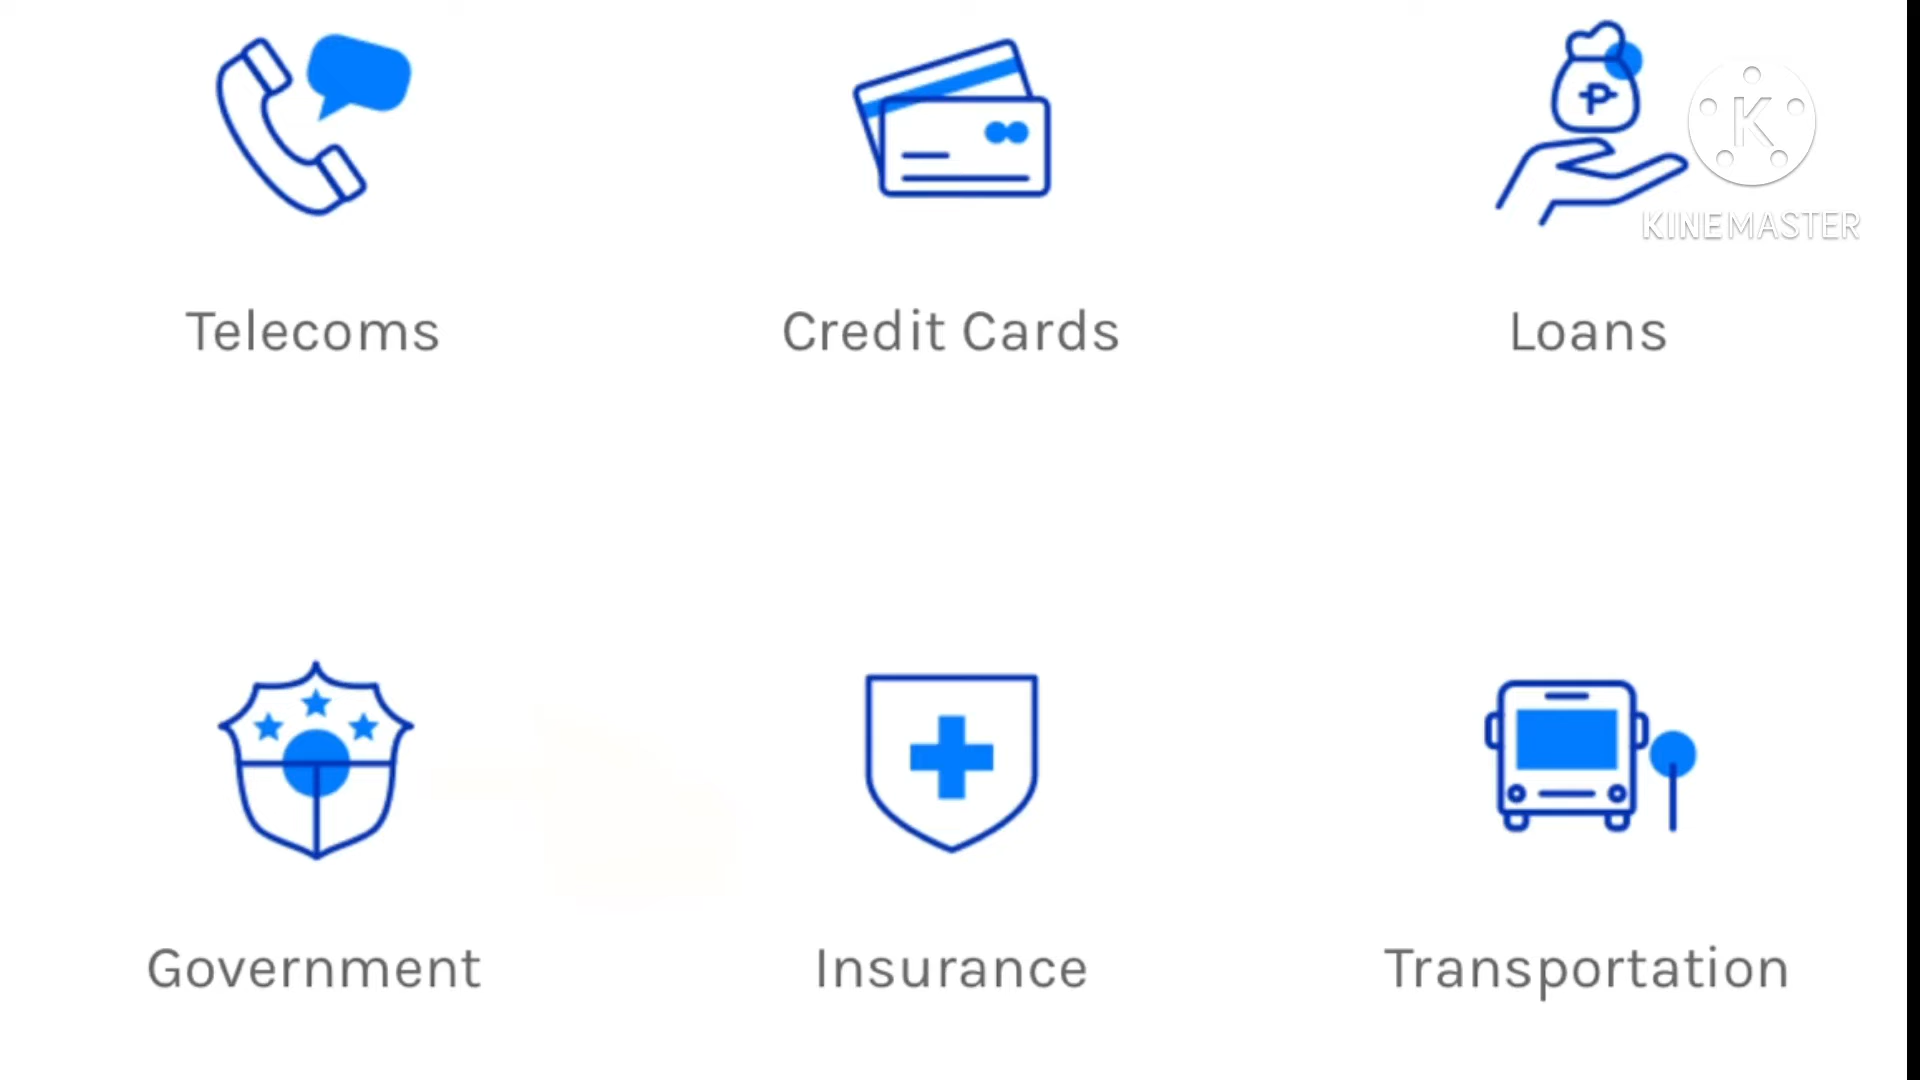 ₱
K
KINEMASTER
Telecoms
Credit Cards
Loans
Government
Insurance
Transportation